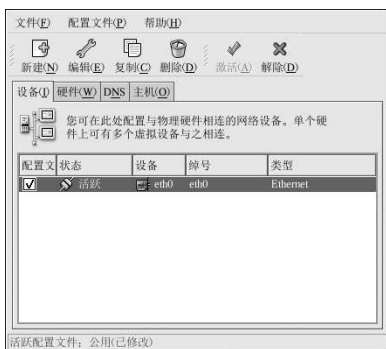 文件(F) 配置文件(P) 帮助(H)
新建(N) 编辑(E) 复制(C) 删除(D) 激活(A) 解除(D)
设备(I) 硬件(W) DNS 主机(O)
您可在此处配置与物理硬件相连的网络设备。单个硬
件上可有多个虚拟设备与之相连。
配置文 状态 设备 绰号 类型
活跃 eth0 eth0 Ethernet
活跃配置文件: 公用(已修改)